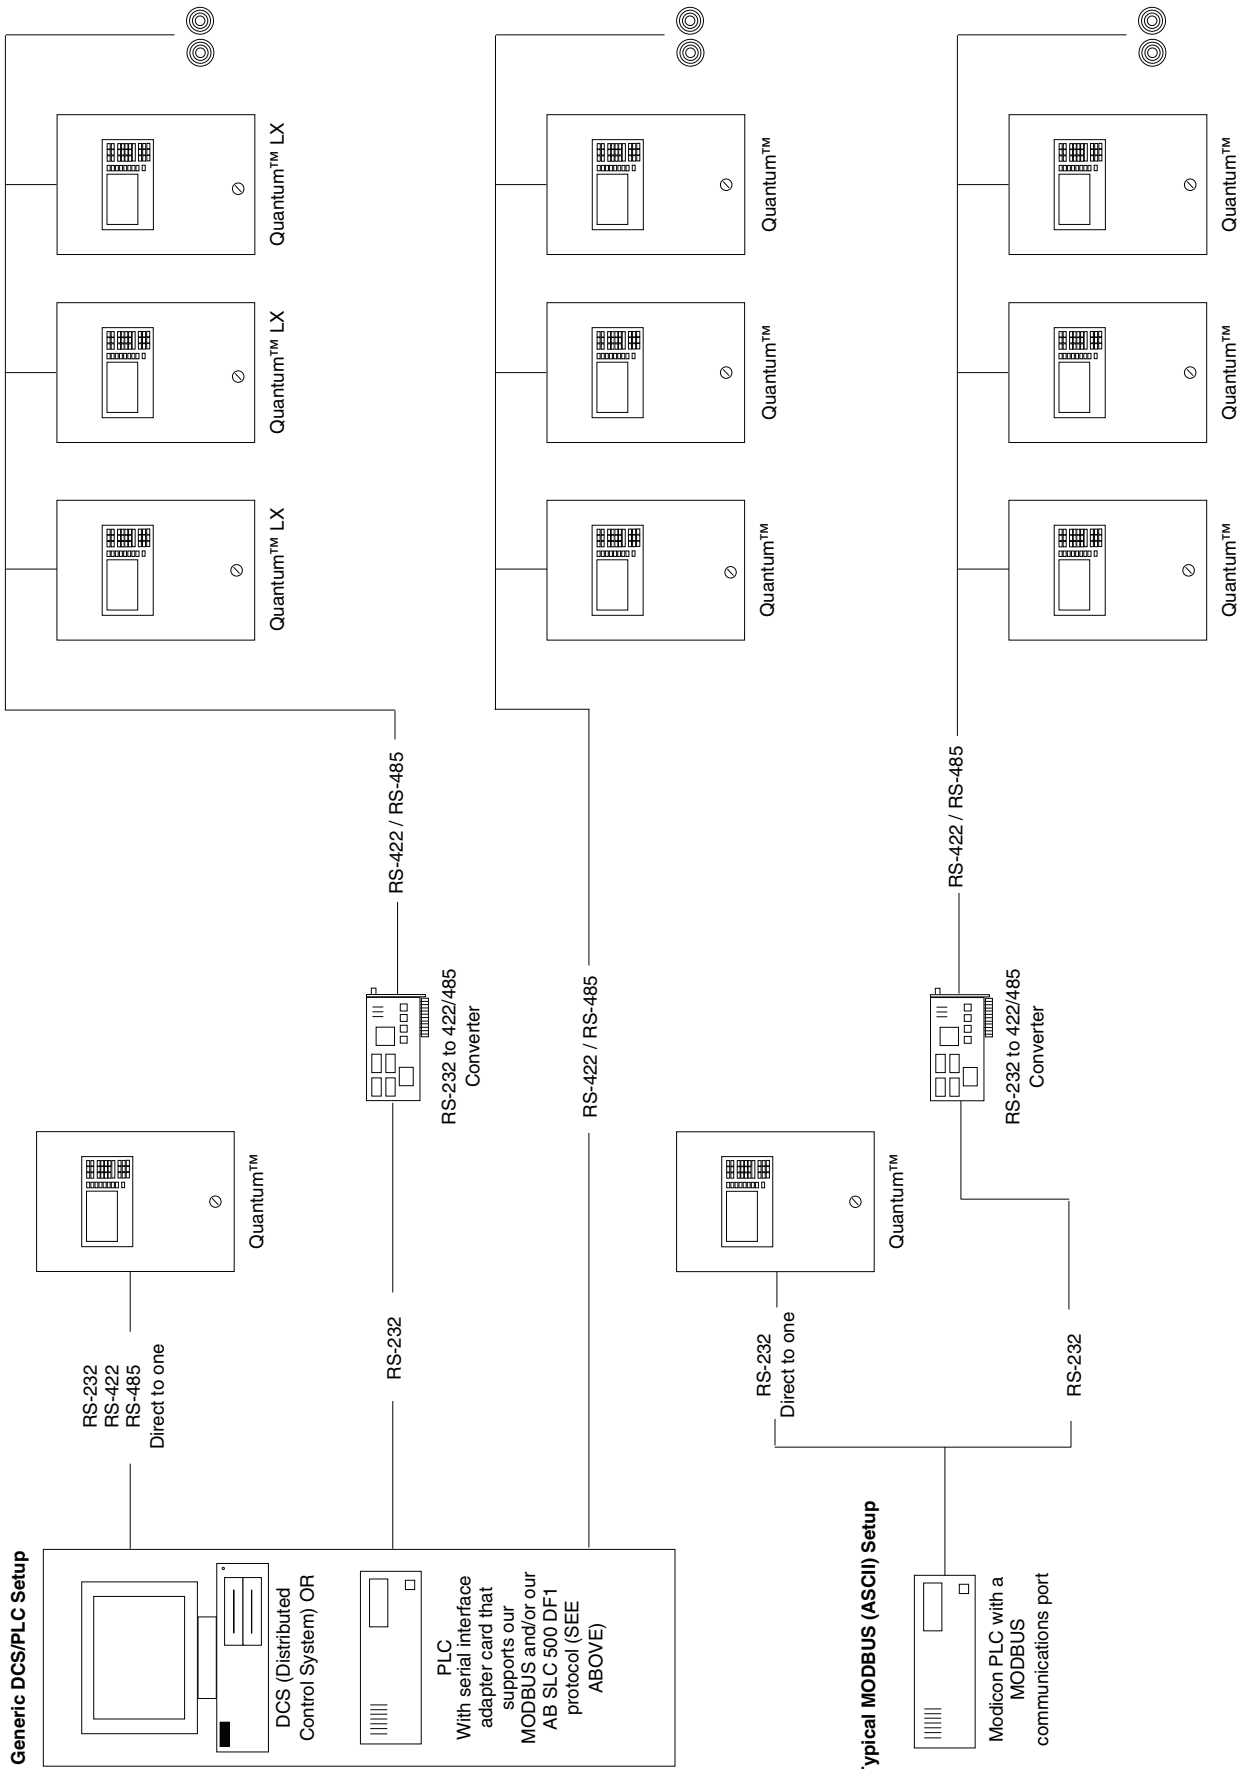 Generic DCS/PLC Setup
DCS (Distributed
Control System) OR
PLC
With serial interface
adapter card that
supports our
MODBUS and/or our
AB SLC 500 DF1
protocol (SEE
ABOVE)
RS-232
RS-422
RS-485
Direct to one
Quantum™
RS-232
RS-232 to 422/485
Converter
RS-422 / RS-485
Quantum™ LX
Quantum™ LX
Quantum™ LX
RS-422 / RS-485
Quantum™
Quantum™
Quantum™
ypical MODBUS (ASCII) Setup
Modicon PLC with a
MODBUS
communications port
RS-232
Direct to one
Quantum™
RS-232
RS-232 to 422/485
Converter
RS-422 / RS-485
Quantum™
Quantum™
Quantum™